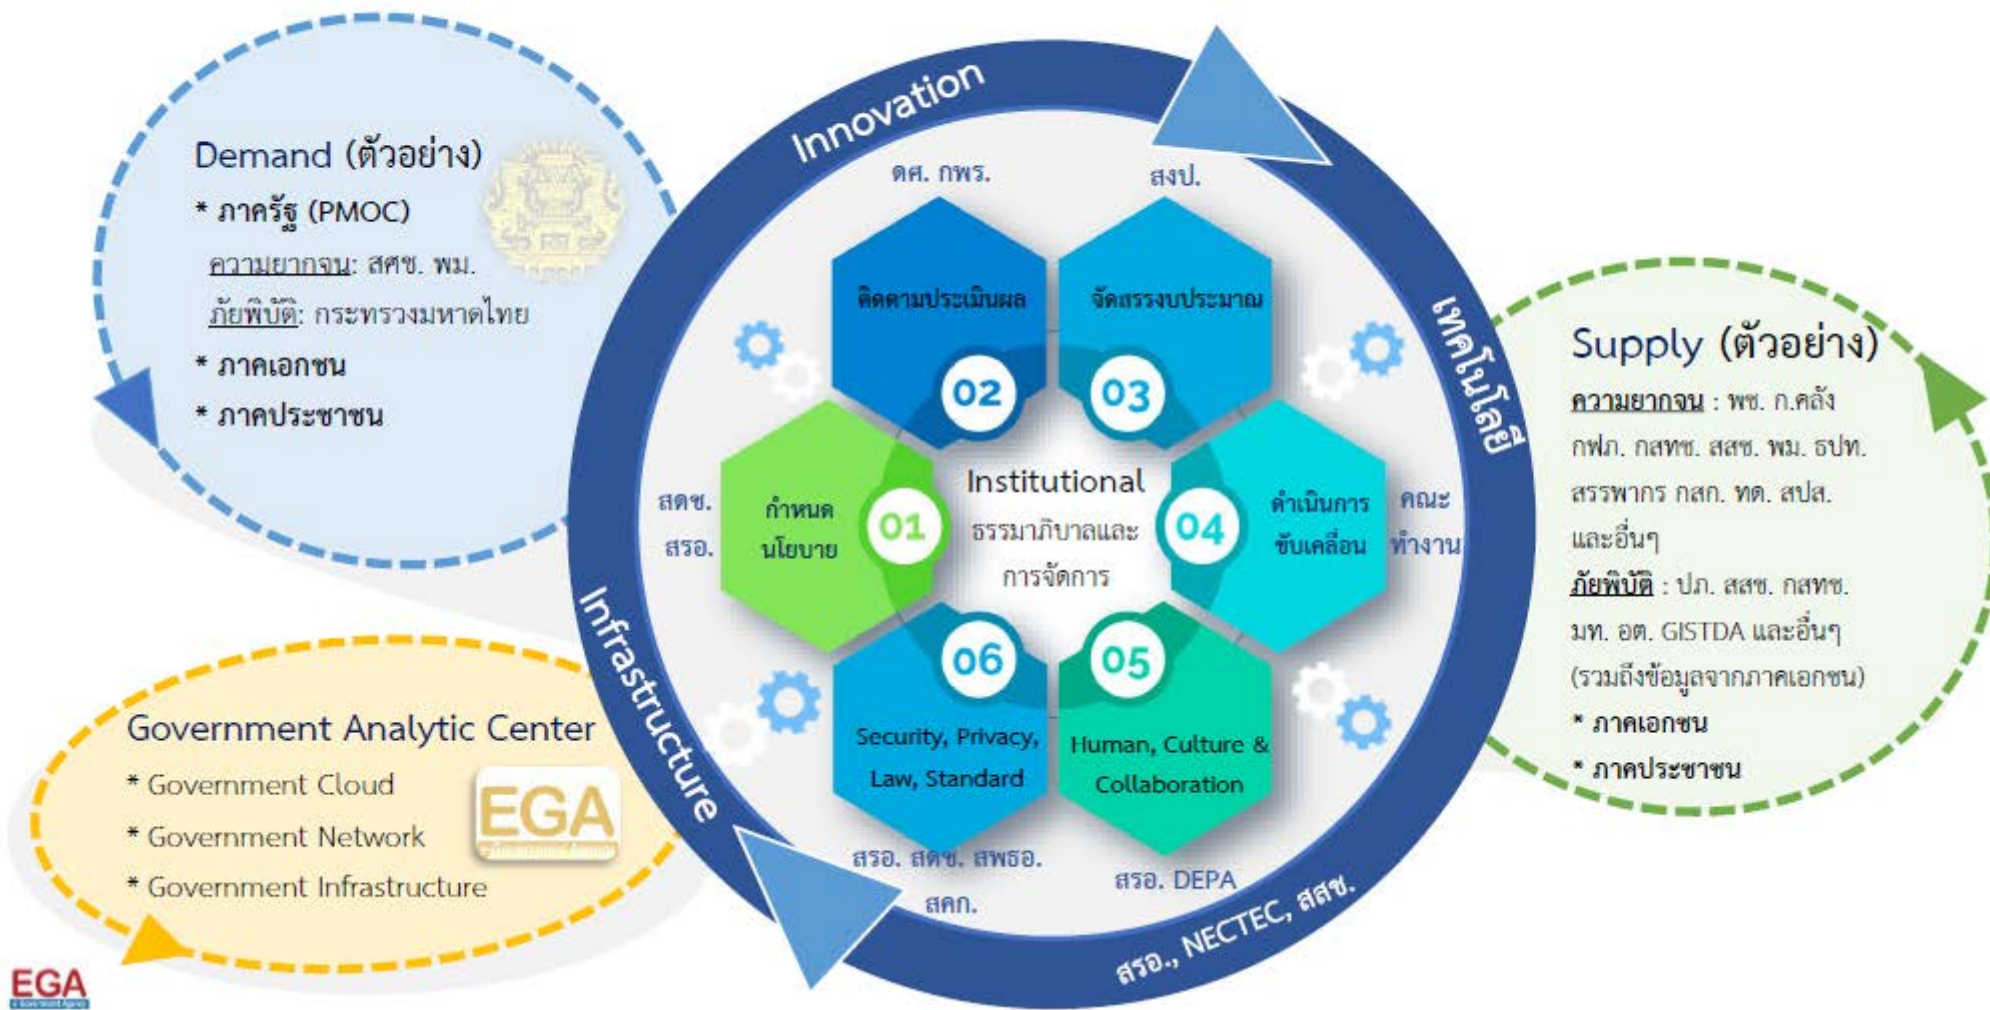 Innovation
เทคโนโลยี
Infrastructure
สรอ., NECTEC, สสช.
Demand (ตัวอย่าง)
* ภาครัฐ (PMOC)
ความยากจน: สศช. พม.
ภัยพิบัติ: กระทรวงมหาดไทย
* ภาคเอกชน
* ภาคประชาชน
Government Analytic Center
* Government Cloud
* Government Network
* Government Infrastructure
EGA
EGA
e-Government Agency
ดศ. กพร.
สงป.
ติดตามประเมินผล
02
จัดสรรงบประมาณ
03
สดช.
สรอ.
กำหนด
นโยบาย
01
Institutional
ธรรมาภิบาลและ
การจัดการ
04
ดำเนินการ
ขับเคลื่อน
คณะ
ทำงาน
06
Security, Privacy,
Law, Standard
05
Human, Culture &
Collaboration
สรอ. สดช. สพธอ.
สคก.
สรอ. DEPA
Supply (ตัวอย่าง)
ความยากจน : พช. ก.คลัง
กฟภ. กสทช. สสช. พม. ธปท.
สรรพากร กสก. ทด. สปส.
และอื่นๆ
ภัยพิบัติ : ปภ. สสช. กสทช.
มท. อต. GISTDA และอื่นๆ
(รวมถึงข้อมูลจากภาคเอกชน)
* ภาคเอกชน
* ภาคประชาชน